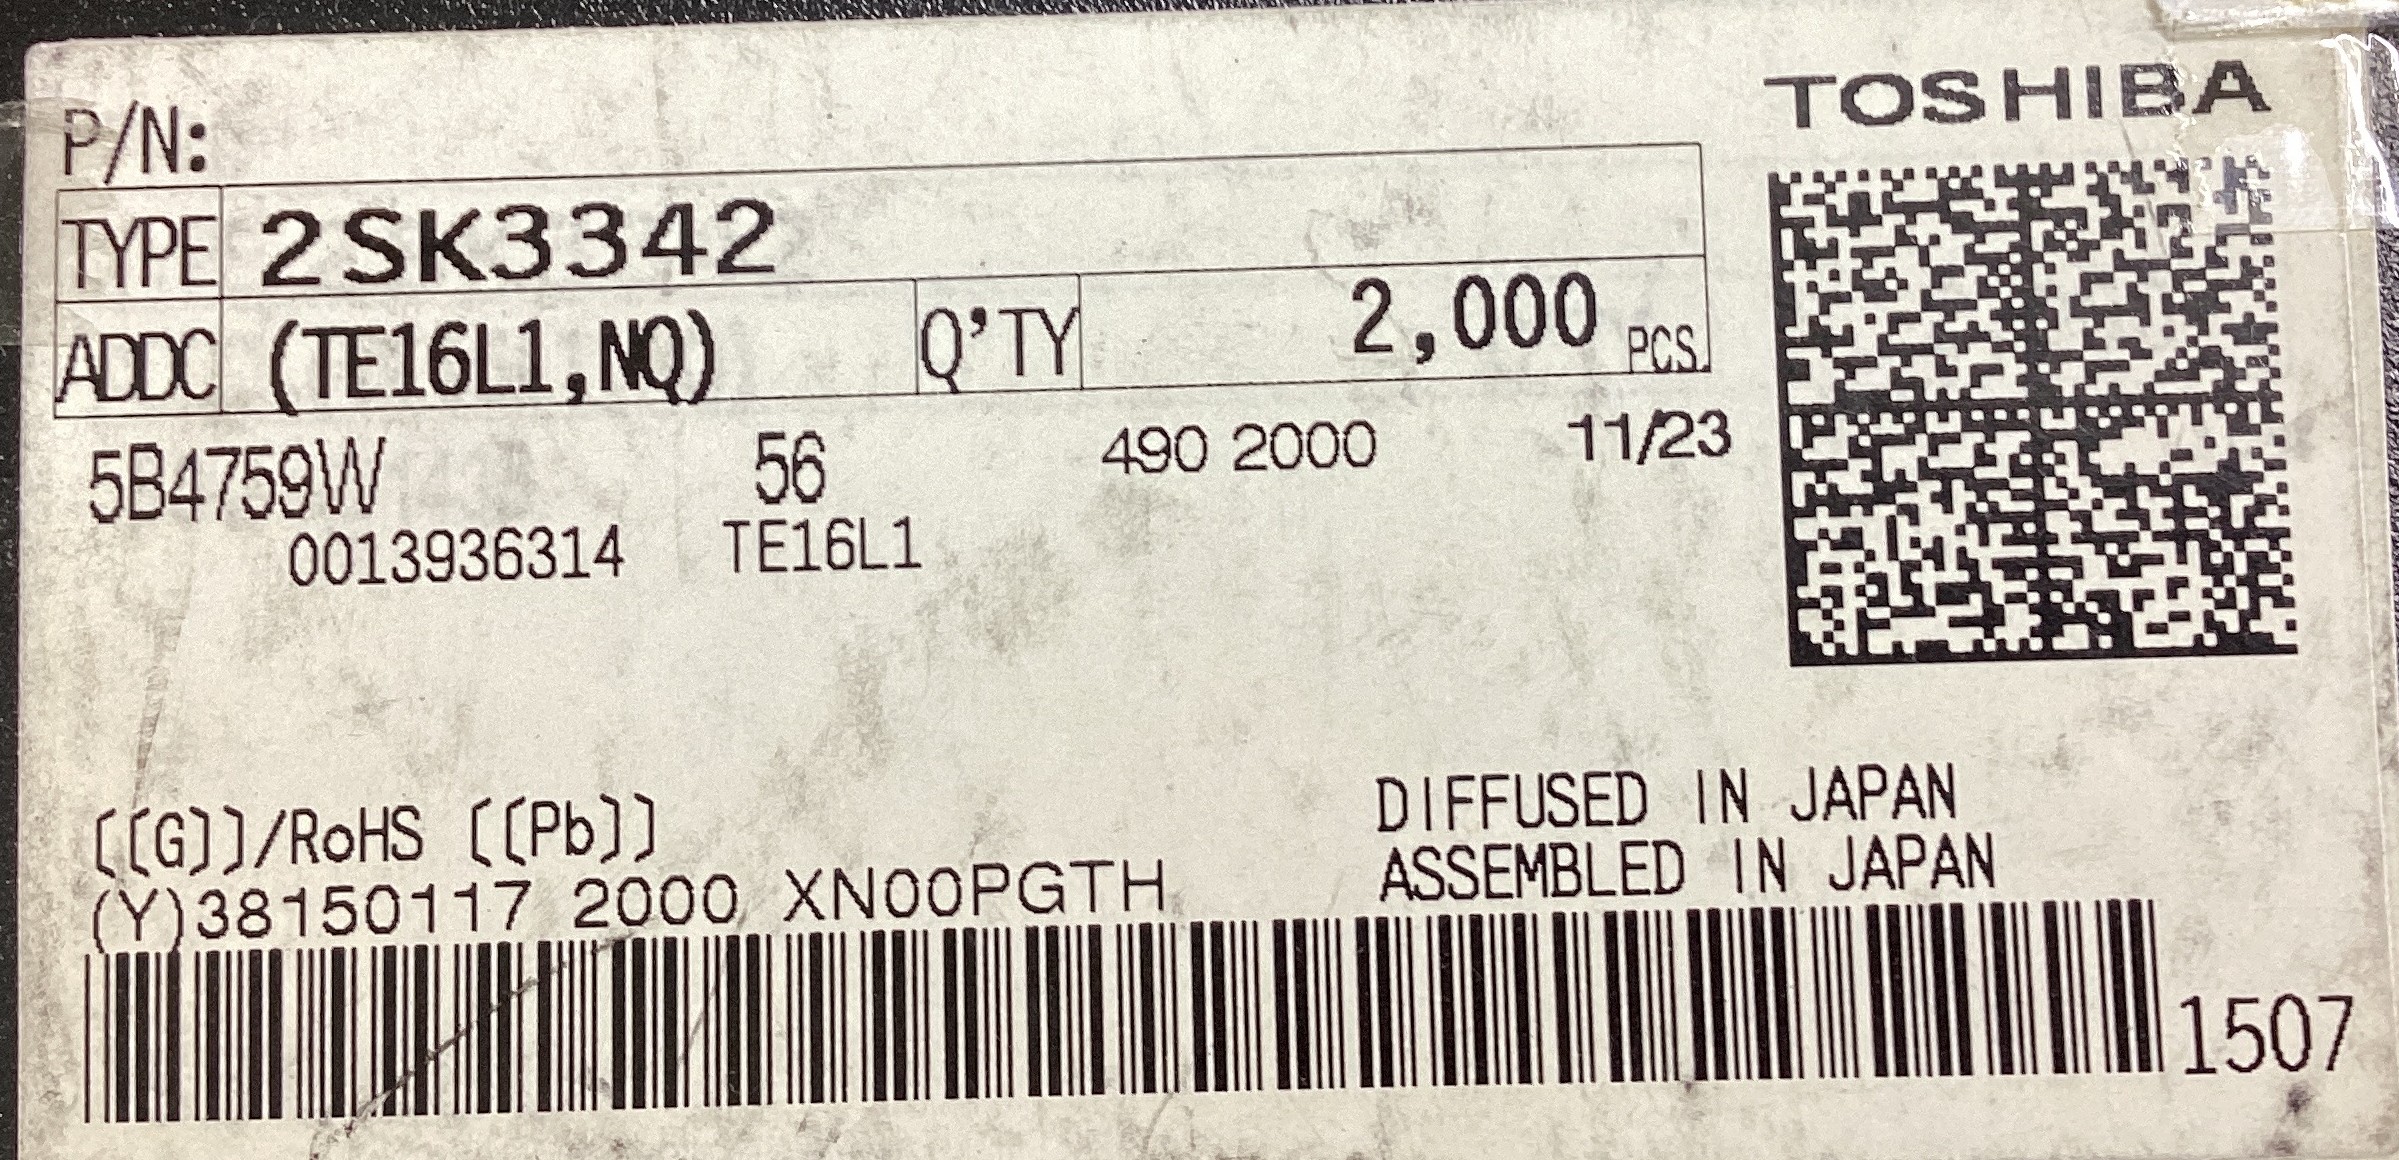 TOSHIBA
P/N:
TYPE 2SK3342
ADDC (TE16L1,NQ) Q'TY 2,000 PCS.
5B4759W 56 490 2000 11/23
0013936314 TE16L1
[[G]]/RoHS [[Pb]]
DIFFUSED IN JAPAN
ASSEMBLED IN JAPAN
(Y)38150117 2000 XN00PGTH
1507